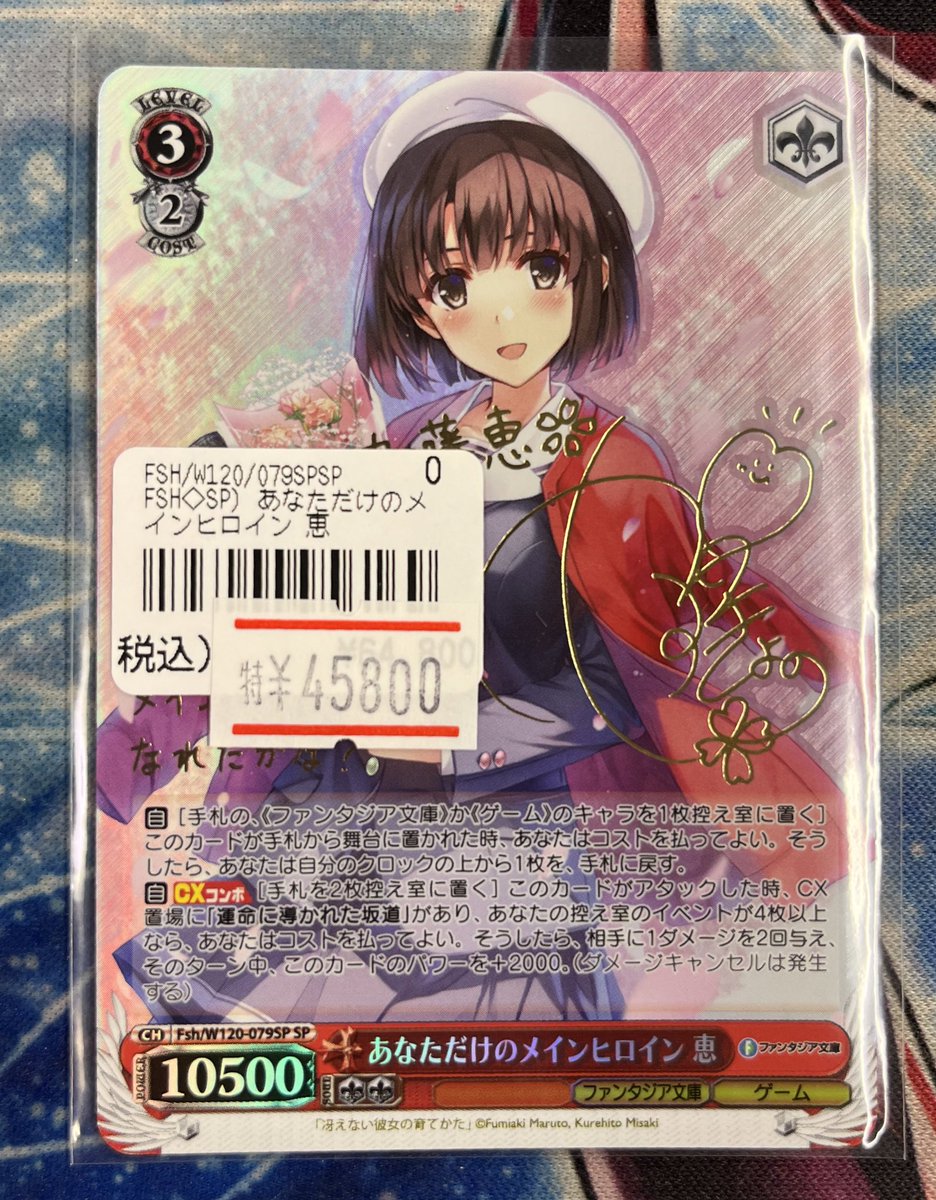 LEVEL
3
2
COST
藤恵
FSH/W120/079SPSP 0
FSH◇SP) あなただけのメ
インヒロイン 恵
税込)
特¥45800
メイン
なれたかな?
自 [手札の、《ファンタジア文庫》か《ゲーム》のキャラを1枚控え室に置く]
このカードが手札から舞台に置かれた時、あなたはコストを払ってよい。そう
したら、あなたは自分のクロックの上から1枚を、手札に戻す。
自 CXコンボ [手札を2枚控え室に置く] このカードがアタックした時、CX
置場に「運命に導かれた坂道」があり、あなたの控え室のイベントが4枚以上
なら、あなたはコストを払ってよい。そうしたら、相手に1ダメージを2回与え、
そのターン中、このカードのパワーを+2000。(ダメージキャンセルは発生
する)
CH Fsh/W120-079SP SP
あなただけのメインヒロイン 恵
ファンタジア文庫
POWER 10500 SOUL
ファンタジア文庫 ゲーム
「冴えない彼女の育てかた」 ©Fumiaki Maruto, Kurehito Misaki